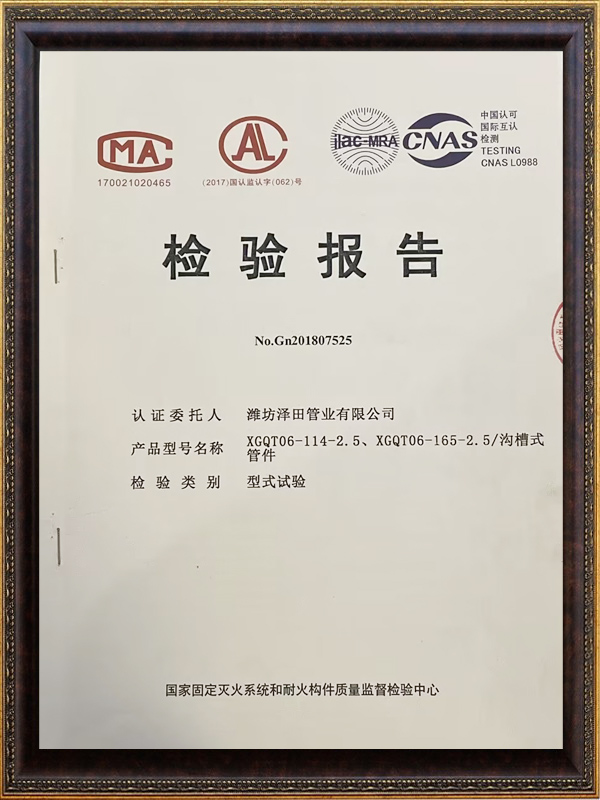 CMA
170021020465
CAL
(2017)国认监认字(062)号
ilac-MRA
CNAS
中国认可
国际互认
检测
TESTING
CNAS L0988
检验报告
No.Gn201807525
认证委托人 潍坊泽田管业有限公司
产品型号名称 XGQT06-114-2.5、XGQT06-165-2.5/沟槽式
管件
检验类别 型式试验
国家固定灭火系统和耐火构件质量监督检验中心